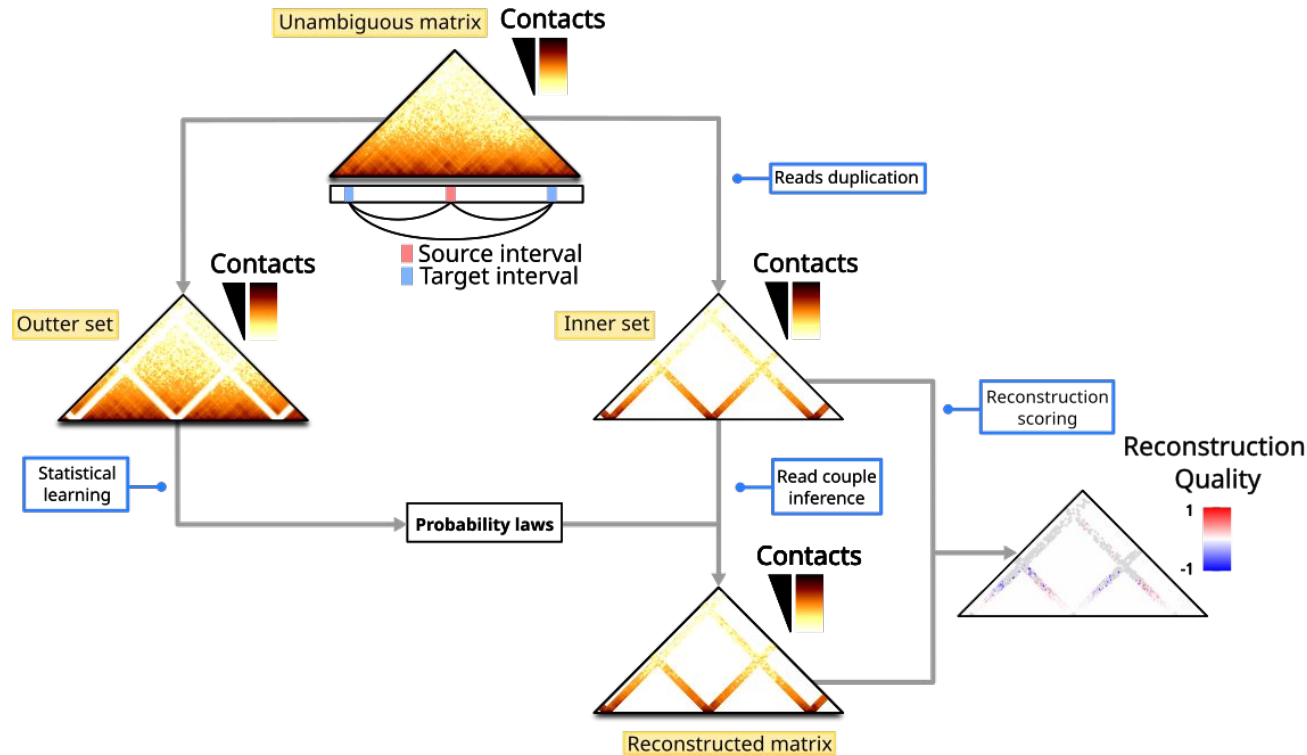 Unambiguous matrix
Contacts
Reads duplication
Source interval
Target interval
Contacts
Contacts
Outter set
Inner set
Reconstruction
scoring
Reconstruction
Quality
Statistical
learning
Read couple
inference
1
Probability laws
-1
Contacts
Reconstructed matrix